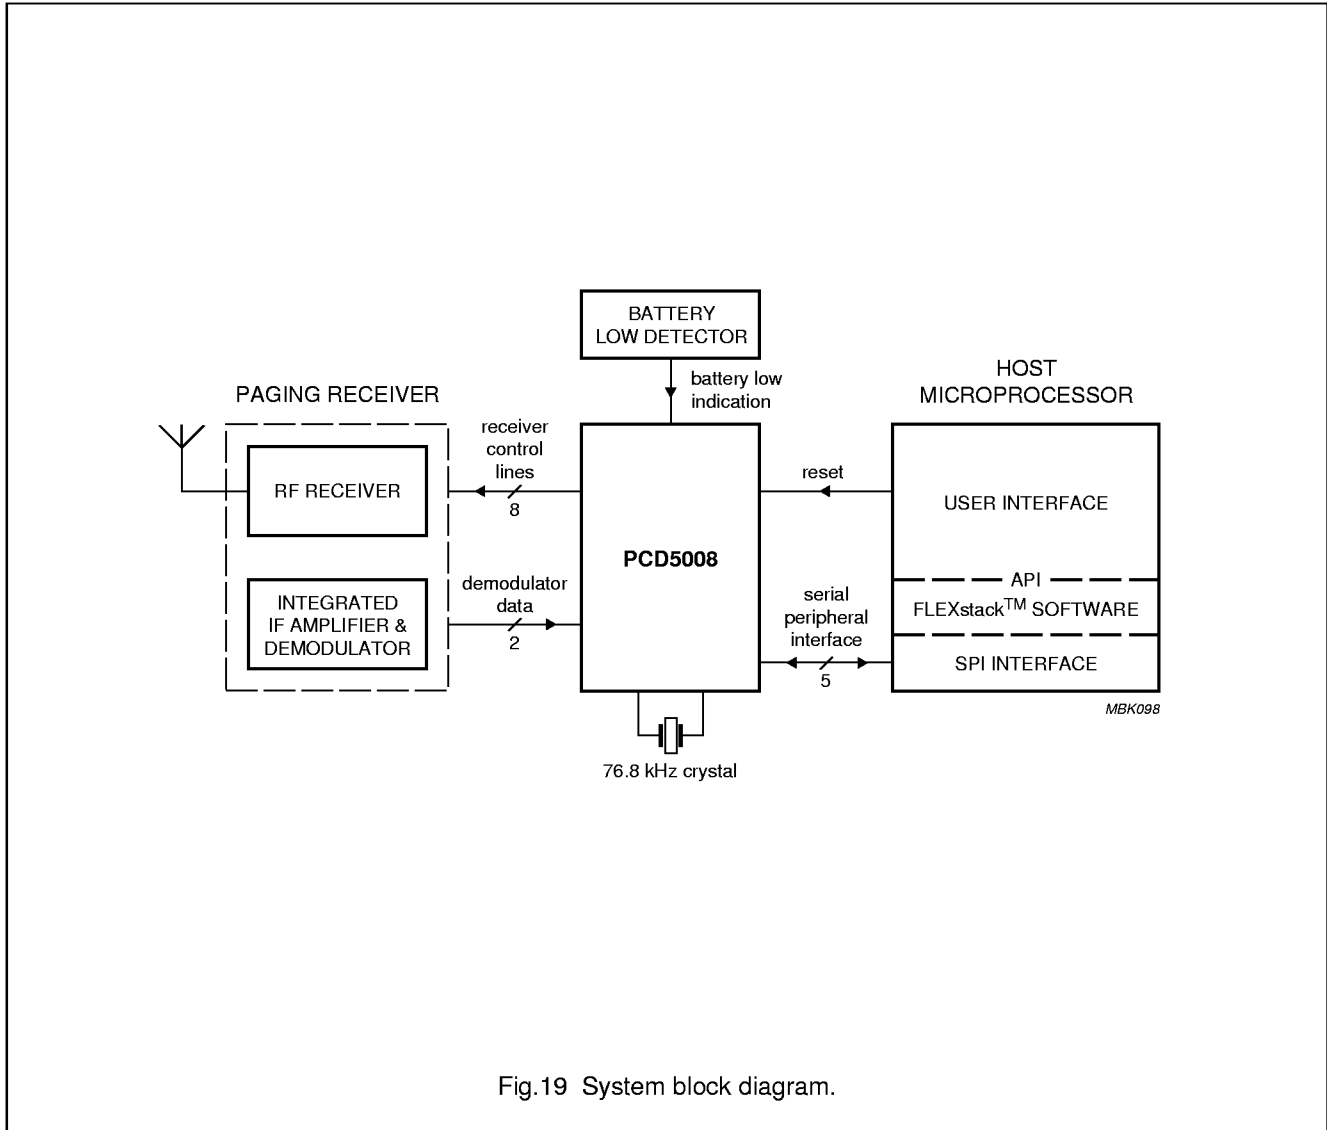 BATTERY
LOW DETECTOR
battery low
indication
PAGING RECEIVER
HOST
MICROPROCESSOR
receiver
control
lines
8
RF RECEIVER
reset
USER INTERFACE
PCD5008
API
FLEXstack™ SOFTWARE
SPI INTERFACE
INTEGRATED
IF AMPLIFIER &
DEMODULATOR
demodulator
data
2
serial
peripheral
interface
5
MBK098
76.8 kHz crystal
Fig.19 System block diagram.